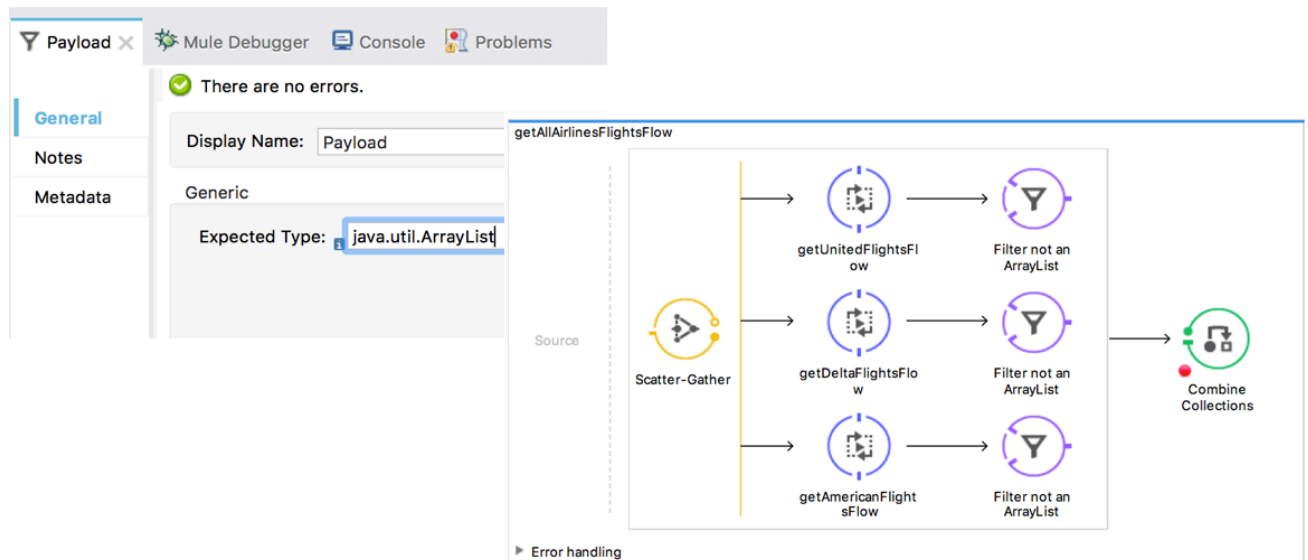 Payload
Mule Debugger
Console
Problems
There are no errors.
General
Notes
Metadata
Display Name:
Payload
Generic
Expected Type:
java.util.ArrayList
getAllAirlinesFlightsFlow
Source
Scatter-Gather
getUnitedFlightsFl
ow
Filter not an
ArrayList
getDeltaFlightsFlo
w
Filter not an
ArrayList
getAmericanFlight
sFlow
Filter not an
ArrayList
Combine
Collections
Error handling